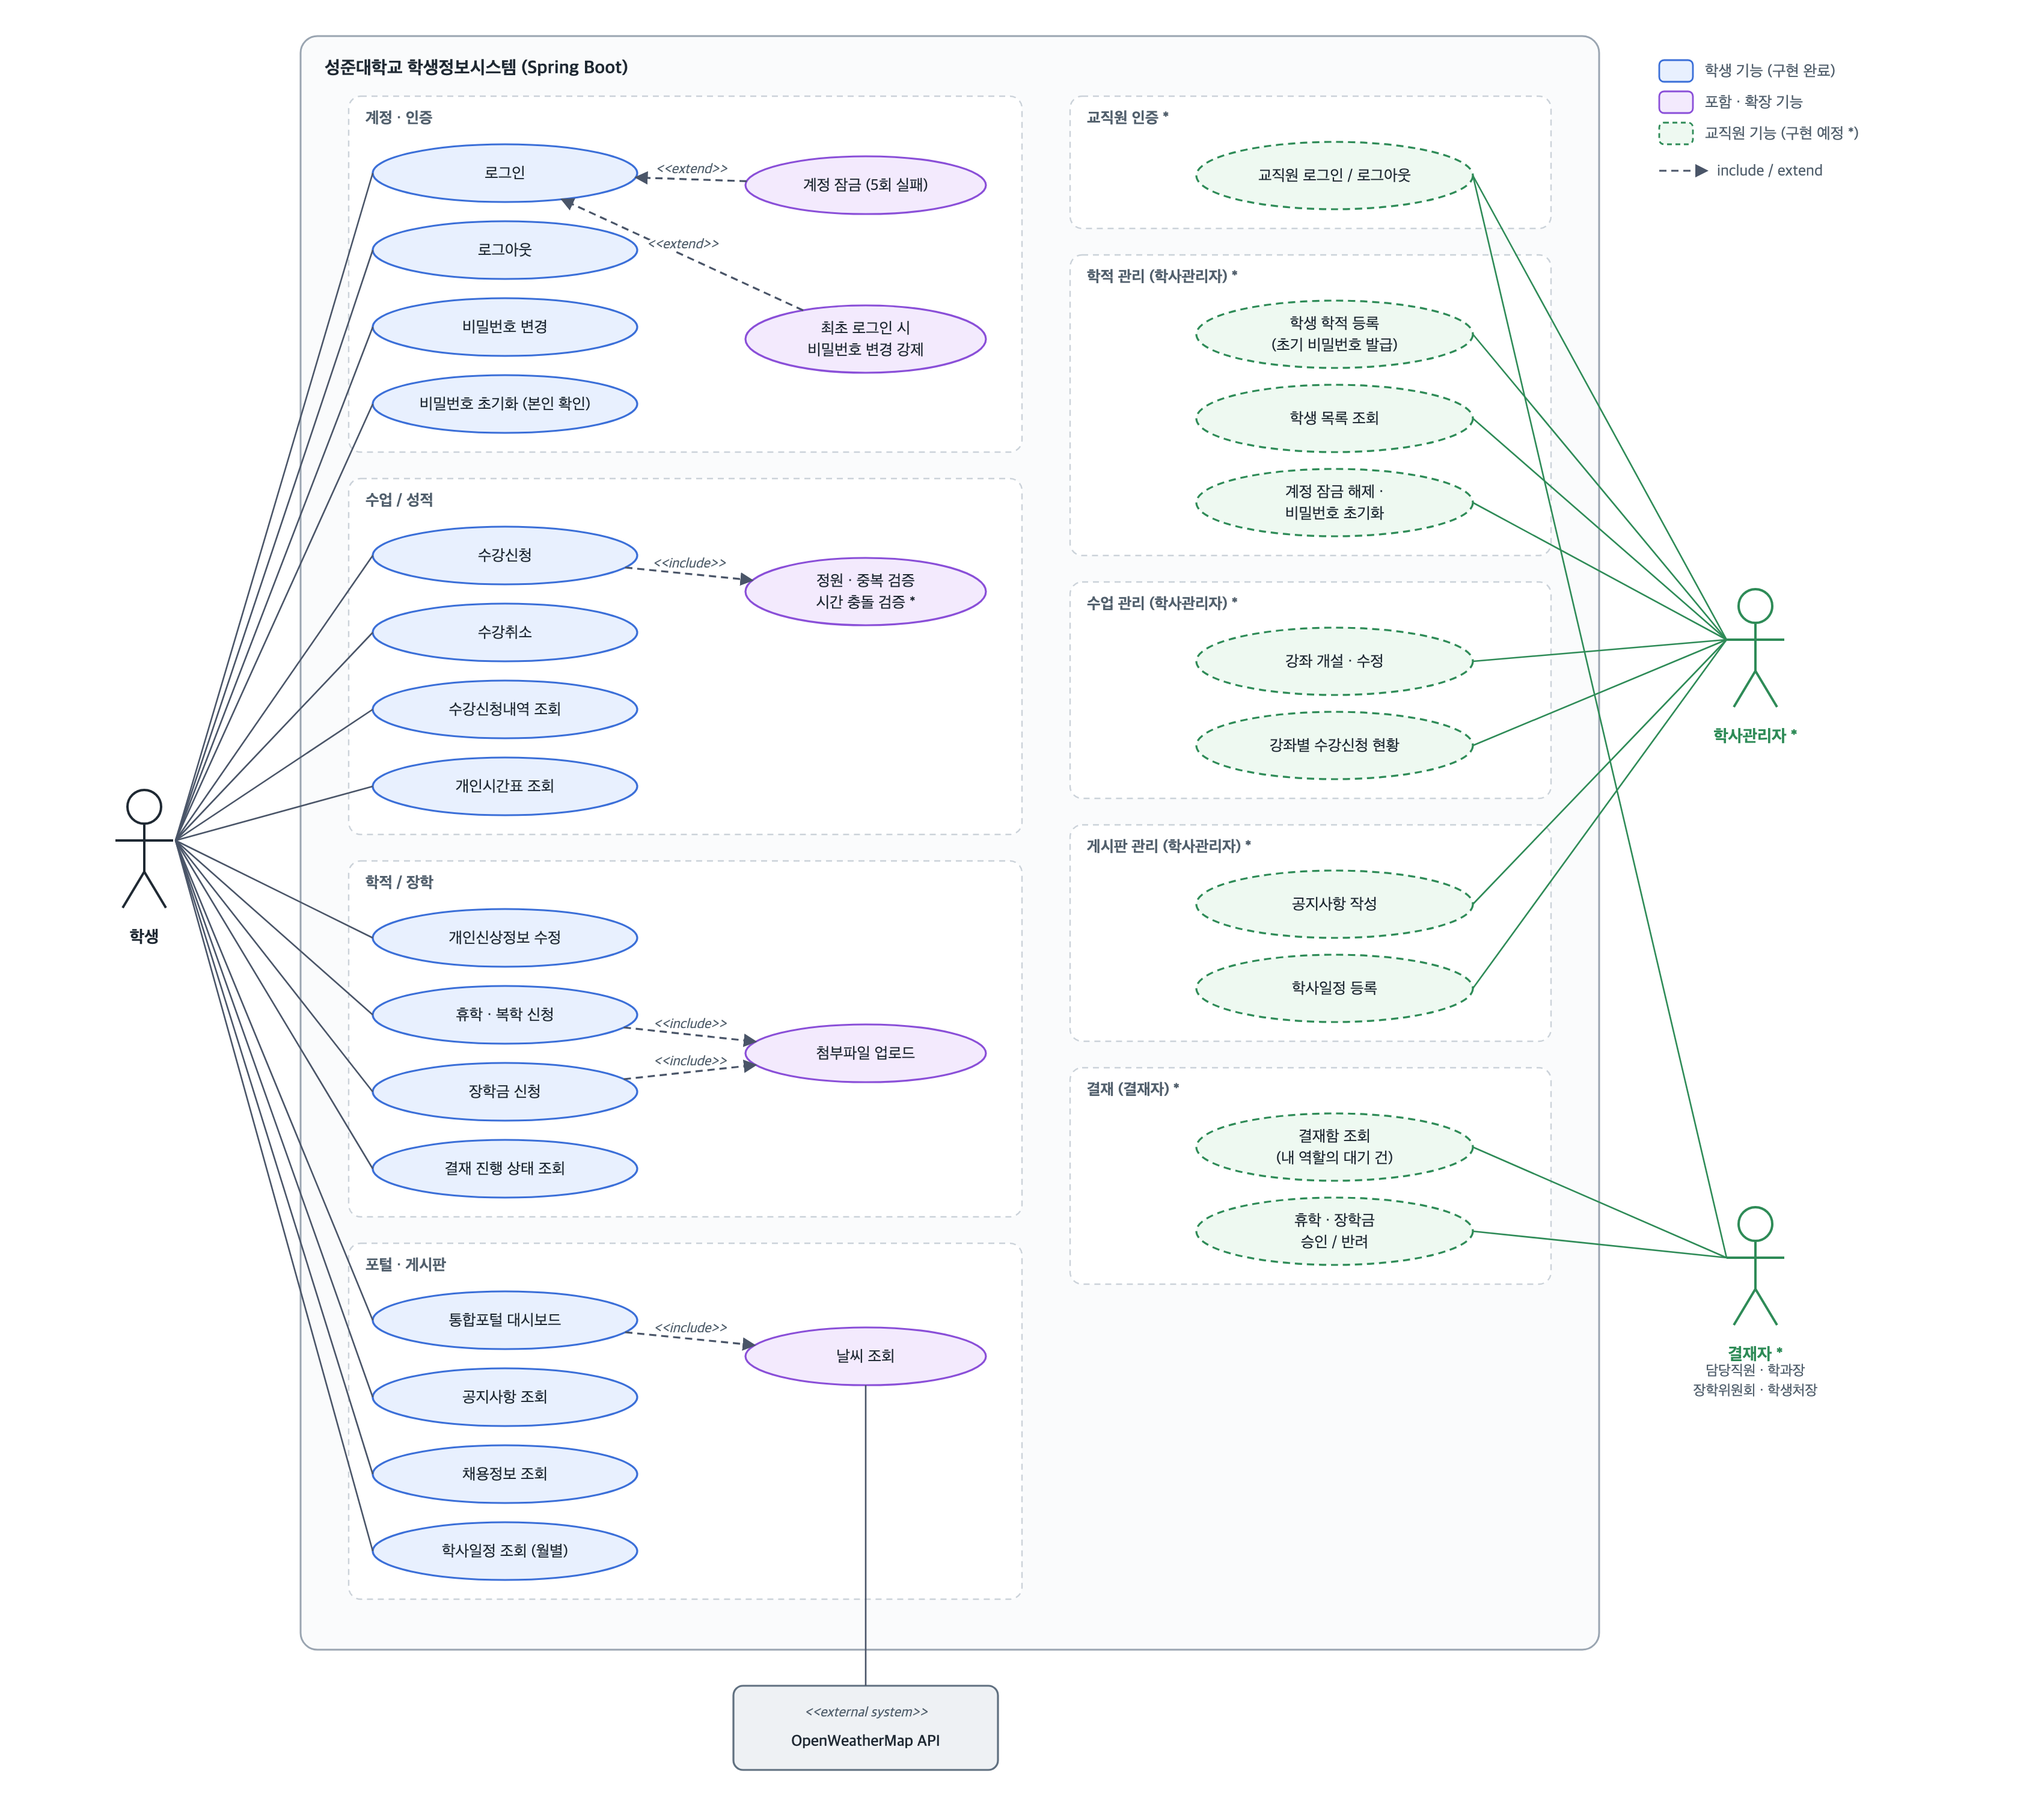 성준대학교 학생정보시스템 (Spring Boot)
계정 · 인증
로그인
<<extend>>
계정 잠금 (5회 실패)
로그아웃
<<extend>>
비밀번호 변경
최초 로그인 시
비밀번호 변경 강제
비밀번호 초기화 (본인 확인)
수업 / 성적
수강신청
<<include>>
정원 · 중복 검증
시간 충돌 검증 *
수강취소
수강신청내역 조회
개인시간표 조회
학생
학적 / 장학
개인신상정보 수정
휴학 · 복학 신청
<<include>>
첨부파일 업로드
<<include>>
장학금 신청
결재 진행 상태 조회
포털 · 게시판
통합포털 대시보드
<<include>>
날씨 조회
공지사항 조회
채용정보 조회
학사일정 조회 (월별)
<<external system>>
OpenWeatherMap API
교직원 인증 *
교직원 로그인 / 로그아웃
학적 관리 (학사관리자) *
학생 학적 등록
(초기 비밀번호 발급)
학생 목록 조회
계정 잠금 해제 ·
비밀번호 초기화
수업 관리 (학사관리자) *
강좌 개설 · 수정
강좌별 수강신청 현황
게시판 관리 (학사관리자) *
공지사항 작성
학사일정 등록
결재 (결재자) *
결재함 조회
(내 역할의 대기 건)
휴학 · 장학금
승인 / 반려
학생 기능 (구현 완료)
포함 · 확장 기능
교직원 기능 (구현 예정 *)
include / extend
학사관리자 *
결재자 *
담당직원 · 학과장
장학위원회 · 학생처장